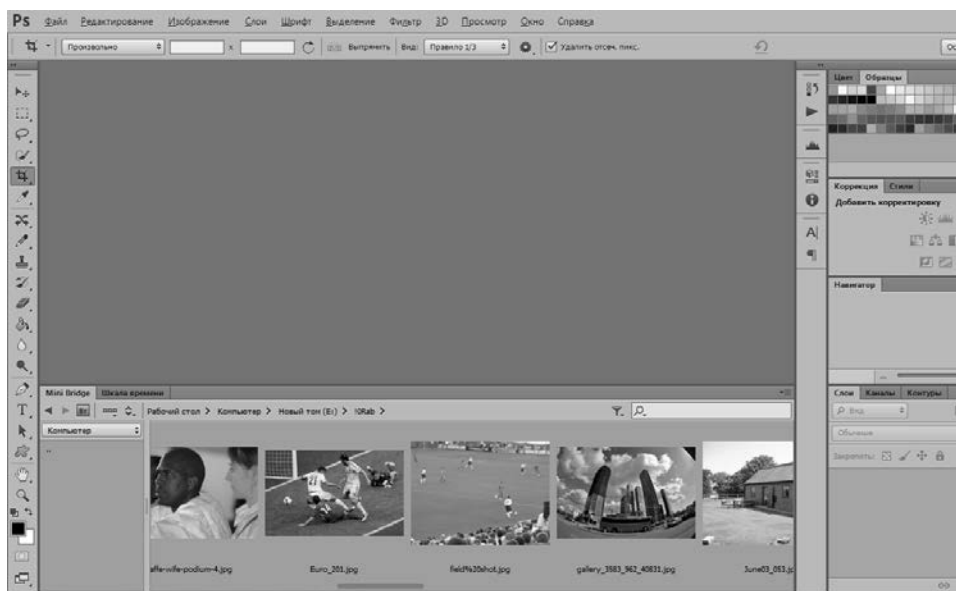 Ps Файл Редактирование Изображение Слои Шрифт Выделение Фильтр 3D Просмотр Окно Справка
Произвольно x Выпрямить Вид: Правило 1/3 Удалить отсеч. пикс.
Цвет Образцы
Коррекция Стили
Добавить корректировку
A|
Навигатор
Mini Bridge Шкала времени
Слои Каналы Контуры
Рабочий стол > Компьютер > Новый том (E:) > !0Rab >
Вид
Компьютер
Обычные
..
Закрепить:
affe-wife-podium-4.jpg Euro_201.jpg field%20shot.jpg gallery_3583_962_40831.jpg June03_053.jp